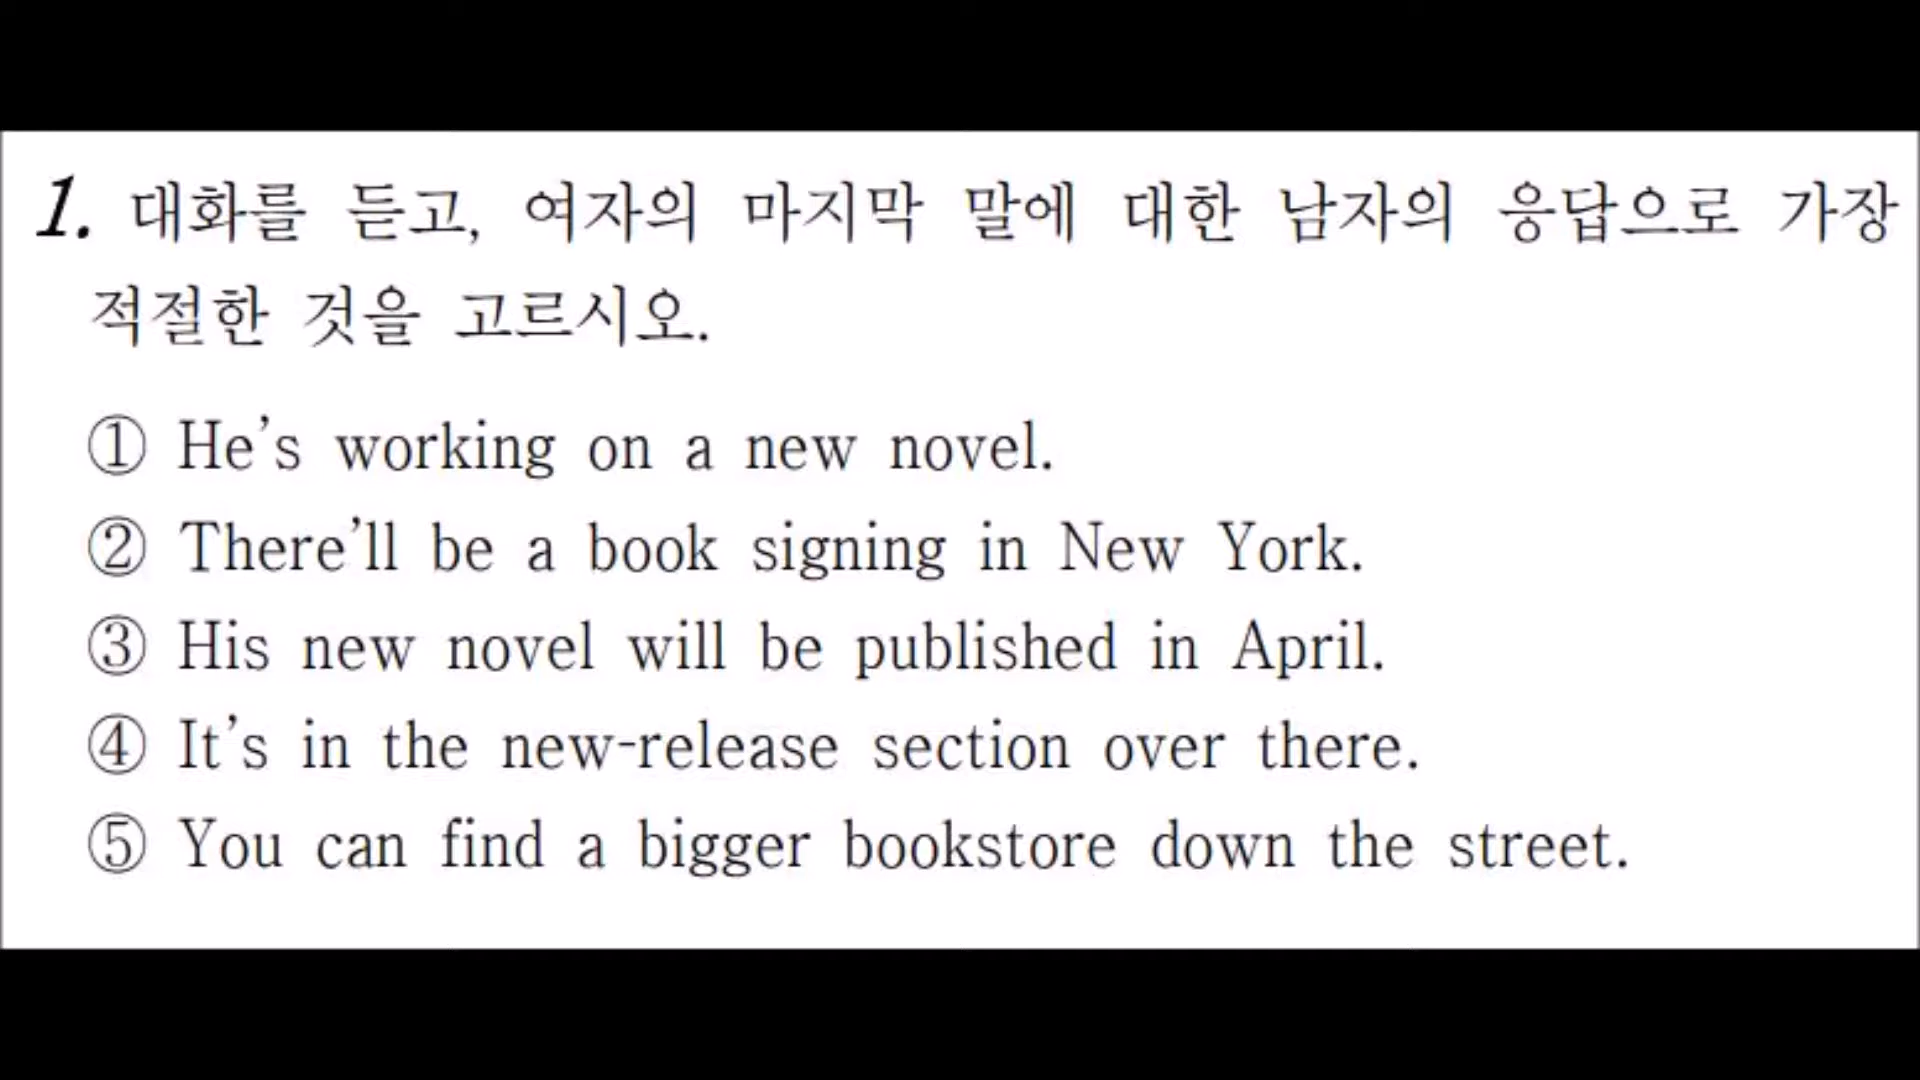 1. 대화를 듣고, 여자의 마지막 말에 대한 남자의 응답으로 가장
적절한 것을 고르시오.
① He's working on a new novel.
② There'll be a book signing in New York.
③ His new novel will be published in April.
④ It's in the new-release section over there.
⑤ You can find a bigger bookstore down the street.